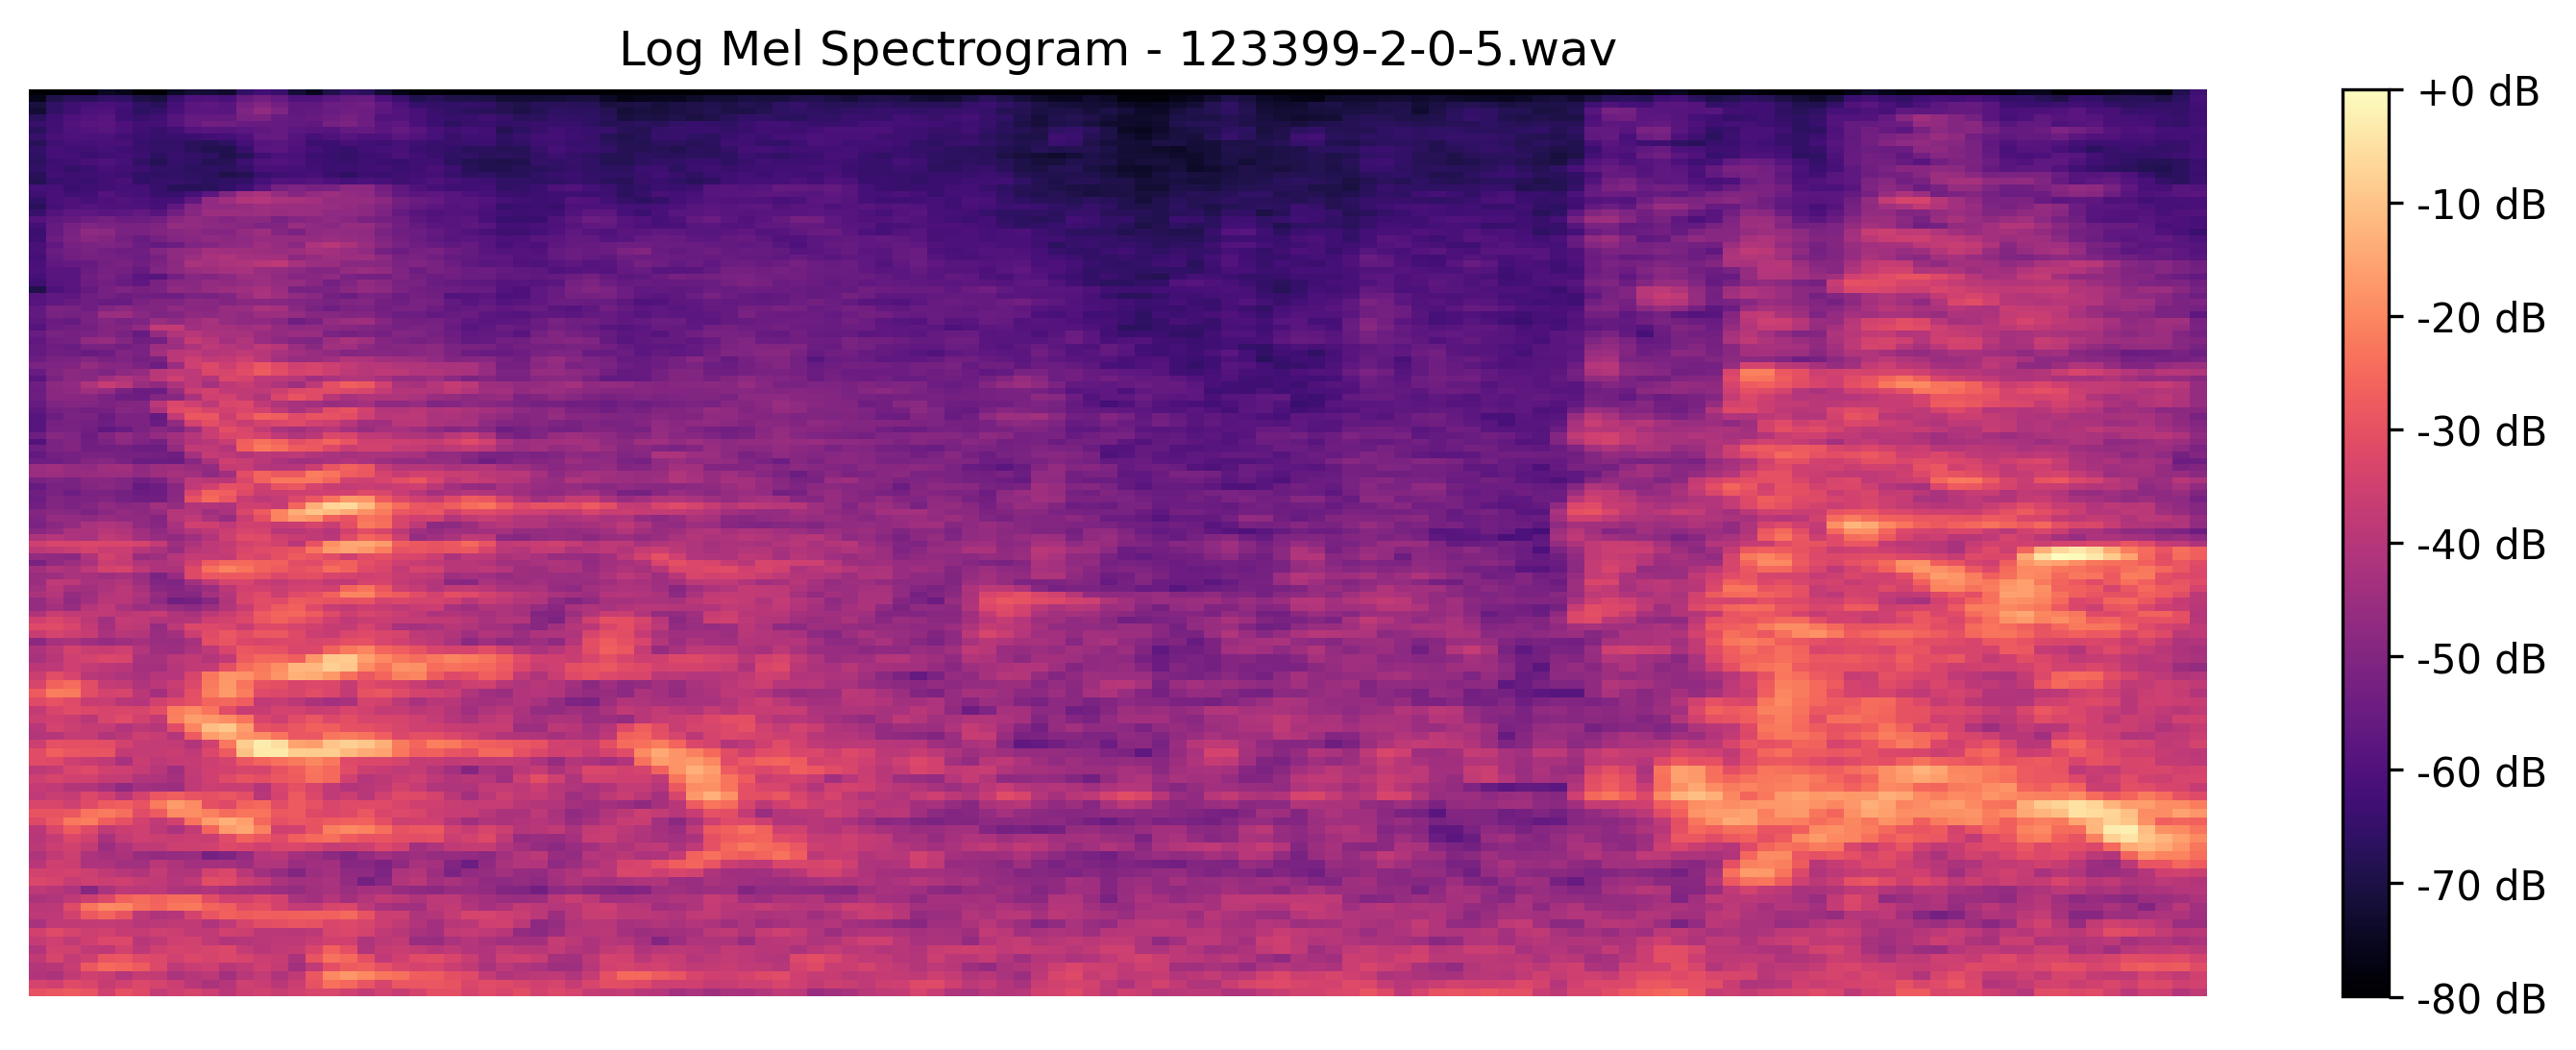 Log Mel Spectrogram - 123399-2-0-5.wav
+0 dB
-10 dB
-20 dB
-30 dB
-40 dB
-50 dB
-60 dB
-70 dB
-80 dB